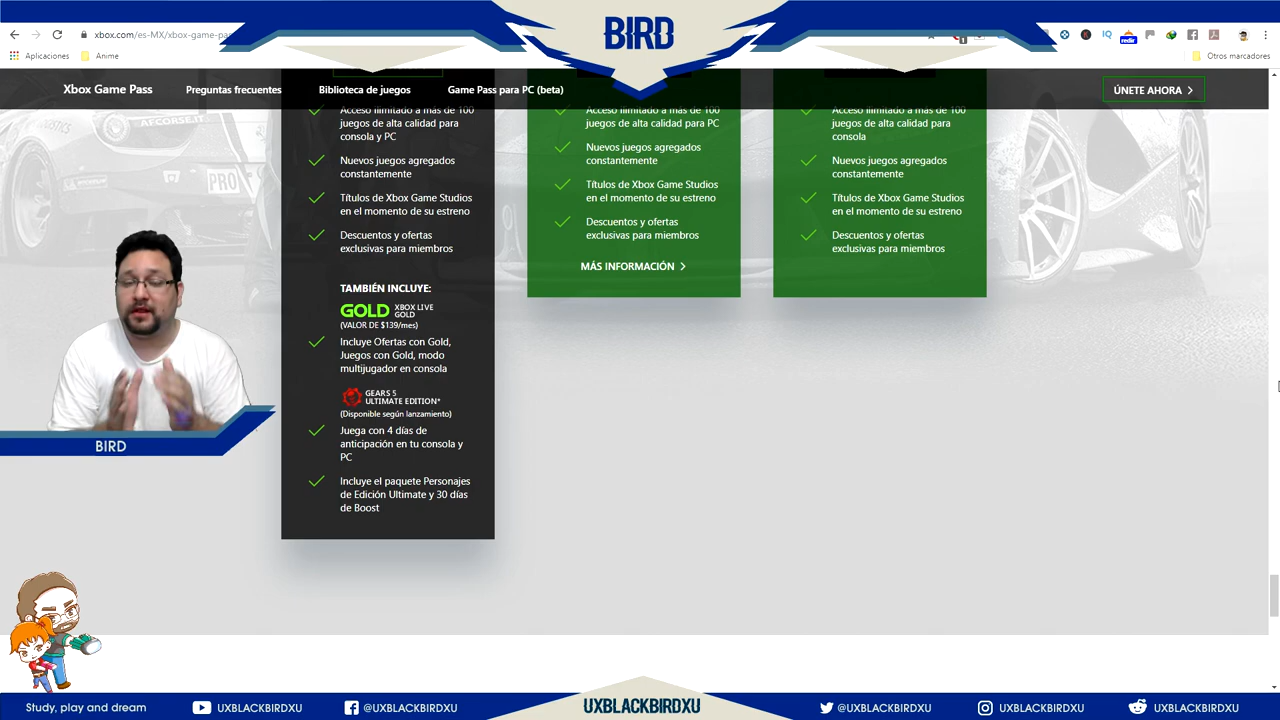 BIRD
xbox.com/es-MX/xbox-game-pa
1
IQ
redir
Aplicaciones
Anime
Otros marcadores
Xbox Game Pass
Preguntas frecuentes
Biblioteca de juegos
Game Pass para PC (beta)
ÚNETE AHORA
AFCORSE.IT
PRO
Acceso ilimitado a más de 100
juegos de alta calidad para
consola y PC
Nuevos juegos agregados
constantemente
Títulos de Xbox Game Studios
en el momento de su estreno
Descuentos y ofertas
exclusivas para miembros
TAMBIÉN INCLUYE:
GOLD XBOX LIVE
GOLD
(VALOR DE $139/mes)
Incluye Ofertas con Gold,
Juegos con Gold, modo
multijugador en consola
GEARS 5
ULTIMATE EDITION*
(Disponible según lanzamiento)
Juega con 4 días de
anticipación en tu consola y
PC
Incluye el paquete Personajes
de Edición Ultimate y 30 días
de Boost
Acceso ilimitado a más de 100
juegos de alta calidad para PC
Nuevos juegos agregados
constantemente
Títulos de Xbox Game Studios
en el momento de su estreno
Descuentos y ofertas
exclusivas para miembros
MÁS INFORMACIÓN
Acceso ilimitado a más de 100
juegos de alta calidad para
consola
Nuevos juegos agregados
constantemente
Títulos de Xbox Game Studios
en el momento de su estreno
Descuentos y ofertas
exclusivas para miembros
BIRD
Study, play and dream
UXBLACKBIRDXU
@UXBLACKBIRDXU
UXBLACKBIRDXU
@UXBLACKBIRDXU
UXBLACKBIRDXU
UXBLACKBIRDXU